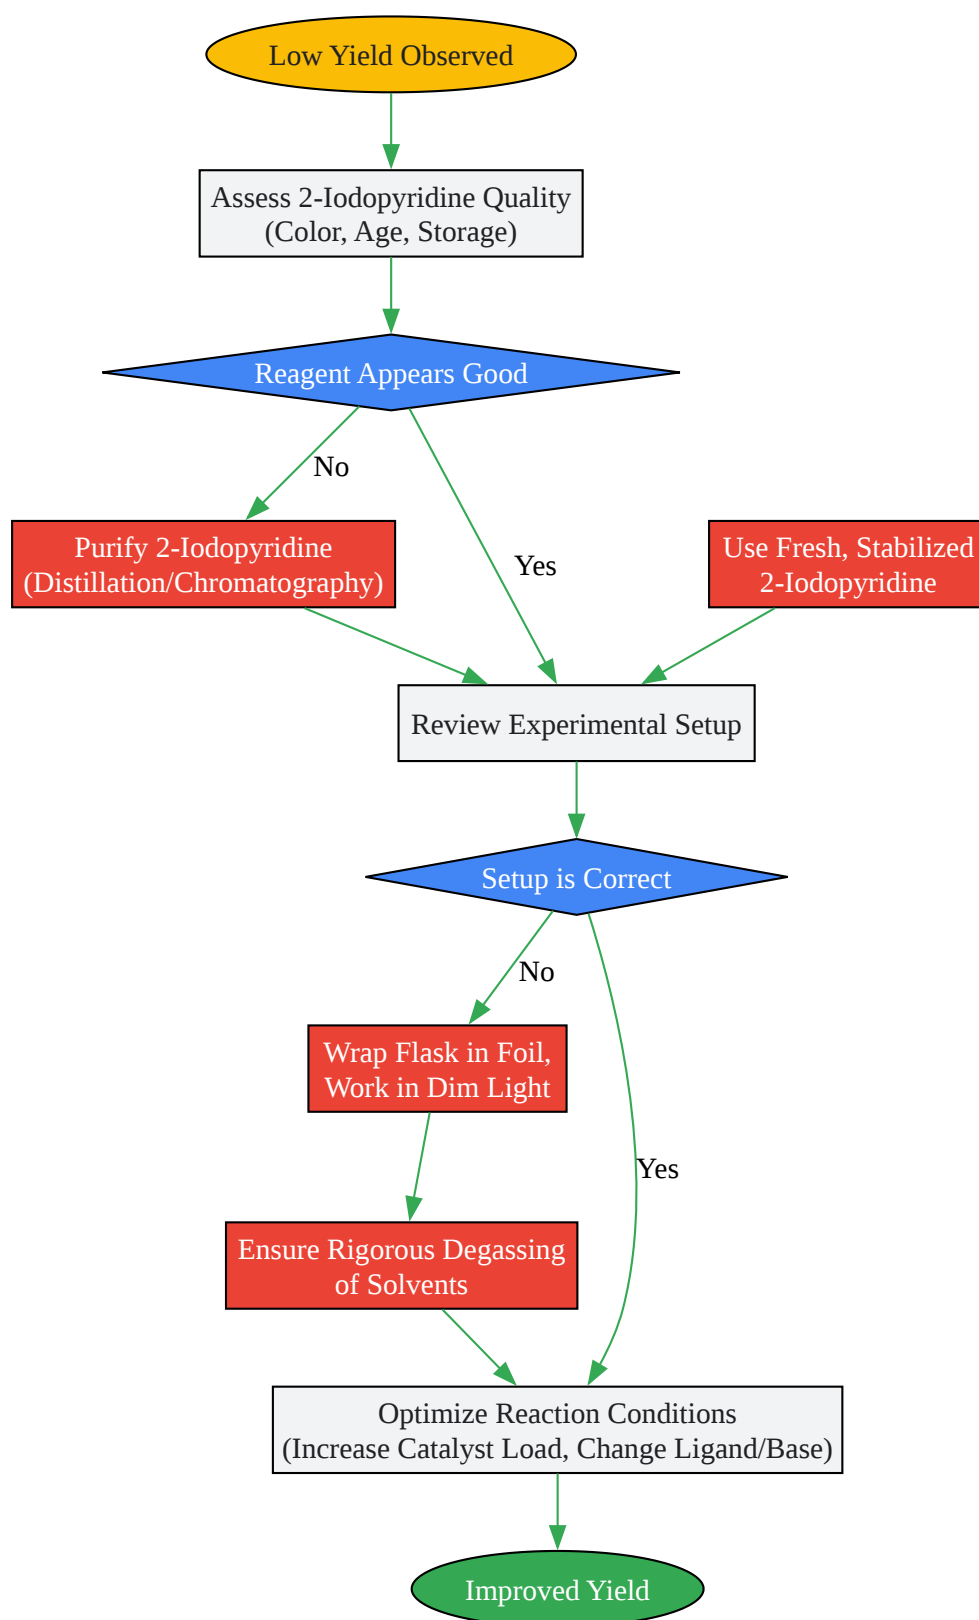 Low Yield Observed
Assess 2-Iodopyridine Quality
(Color, Age, Storage)
Reagent Appears Good
No
Purify 2-Iodopyridine
(Distillation/Chromatography)
Yes
Use Fresh, Stabilized
2-Iodopyridine
Review Experimental Setup
Setup is Correct
No
Wrap Flask in Foil,
Work in Dim Light
Yes
Ensure Rigorous Degassing
of Solvents
Optimize Reaction Conditions
(Increase Catalyst Load, Change Ligand/Base)
Improved Yield